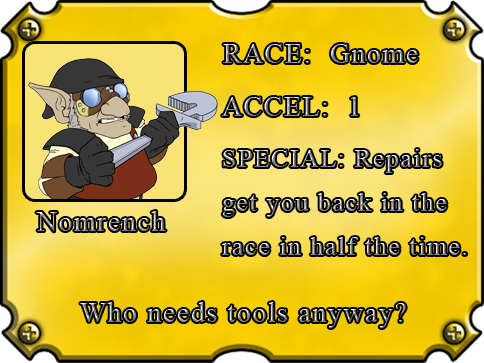 RACE: Gnome
ACCEL: 1
SPECIAL: Repairs
get you back in the
race in half the time.
Nomrench
Who needs tools anyway?